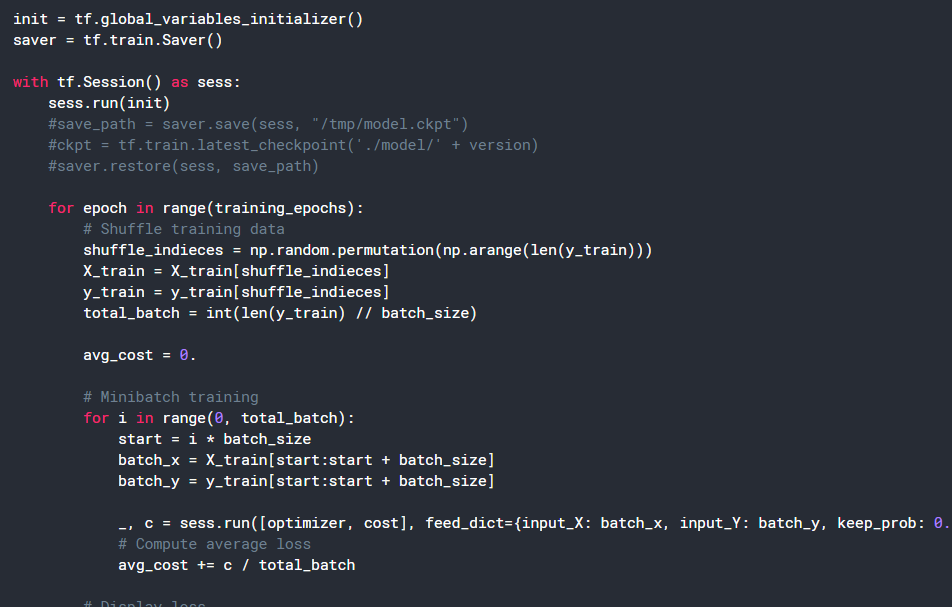 init = tf.global_variables_initializer()
saver = tf.train.Saver()
with tf.Session() as sess:
sess.run(init)
#save_path = saver.save(sess, "/tmp/model.ckpt")
#ckpt = tf.train.latest_checkpoint('./model/' + version)
#saver.restore(sess, save_path)
for epoch in range(training_epochs):
# Shuffle training data
shuffle_indieces = np.random.permutation(np.arange(len(y_train)))
X_train = X_train[shuffle_indieces]
y_train = y_train[shuffle_indieces]
total_batch = int(len(y_train) // batch_size)
avg_cost = 0.
# Minibatch training
for i in range(0, total_batch):
start = i * batch_size
batch_x = X_train[start:start + batch_size]
batch_y = y_train[start:start + batch_size]
_, c = sess.run([optimizer, cost], feed_dict={input_X: batch_x, input_Y: batch_y, keep_prob: 0.
# Compute average loss
avg_cost += c / total_batch
# Display loss